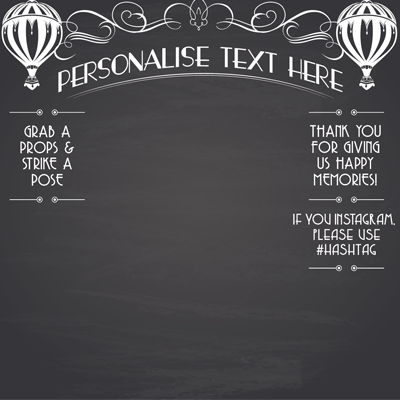 PERSONALISE TEXT HERE
GRAB A
PROPS &
STRIKE A
POSE
THANK YOU
FOR GIVING
US HAPPY
MEMORIES!
IF YOU INSTAGRAM,
PLEASE USE
#HASHTAG